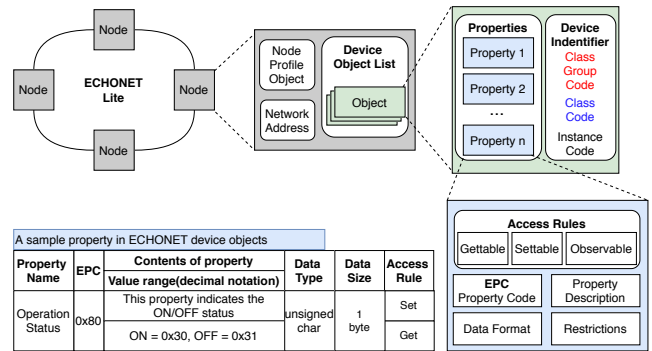 Node
Node
ECHONET
Lite
Node
Node
Node
Profile
Object
Network
Address
Device
Object List
Object
Properties
Property 1
Property 2
...
Property n
Device
Indentifier
Class
Group
Code
Class
Code
Instance
Code
Access Rules
Gettable
Settable
Observable
EPC
Property Code
Property
Description
Data Format
Restrictions
A sample property in ECHONET device objects
Property
Name
EPC
Contents of property
Value range(decimal notation)
Data
Type
Data
Size
Access
Rule
Operation
Status
0x80
This property indicates the
ON/OFF status
ON = 0x30, OFF = 0x31
unsigned
char
1
byte
Set
Get